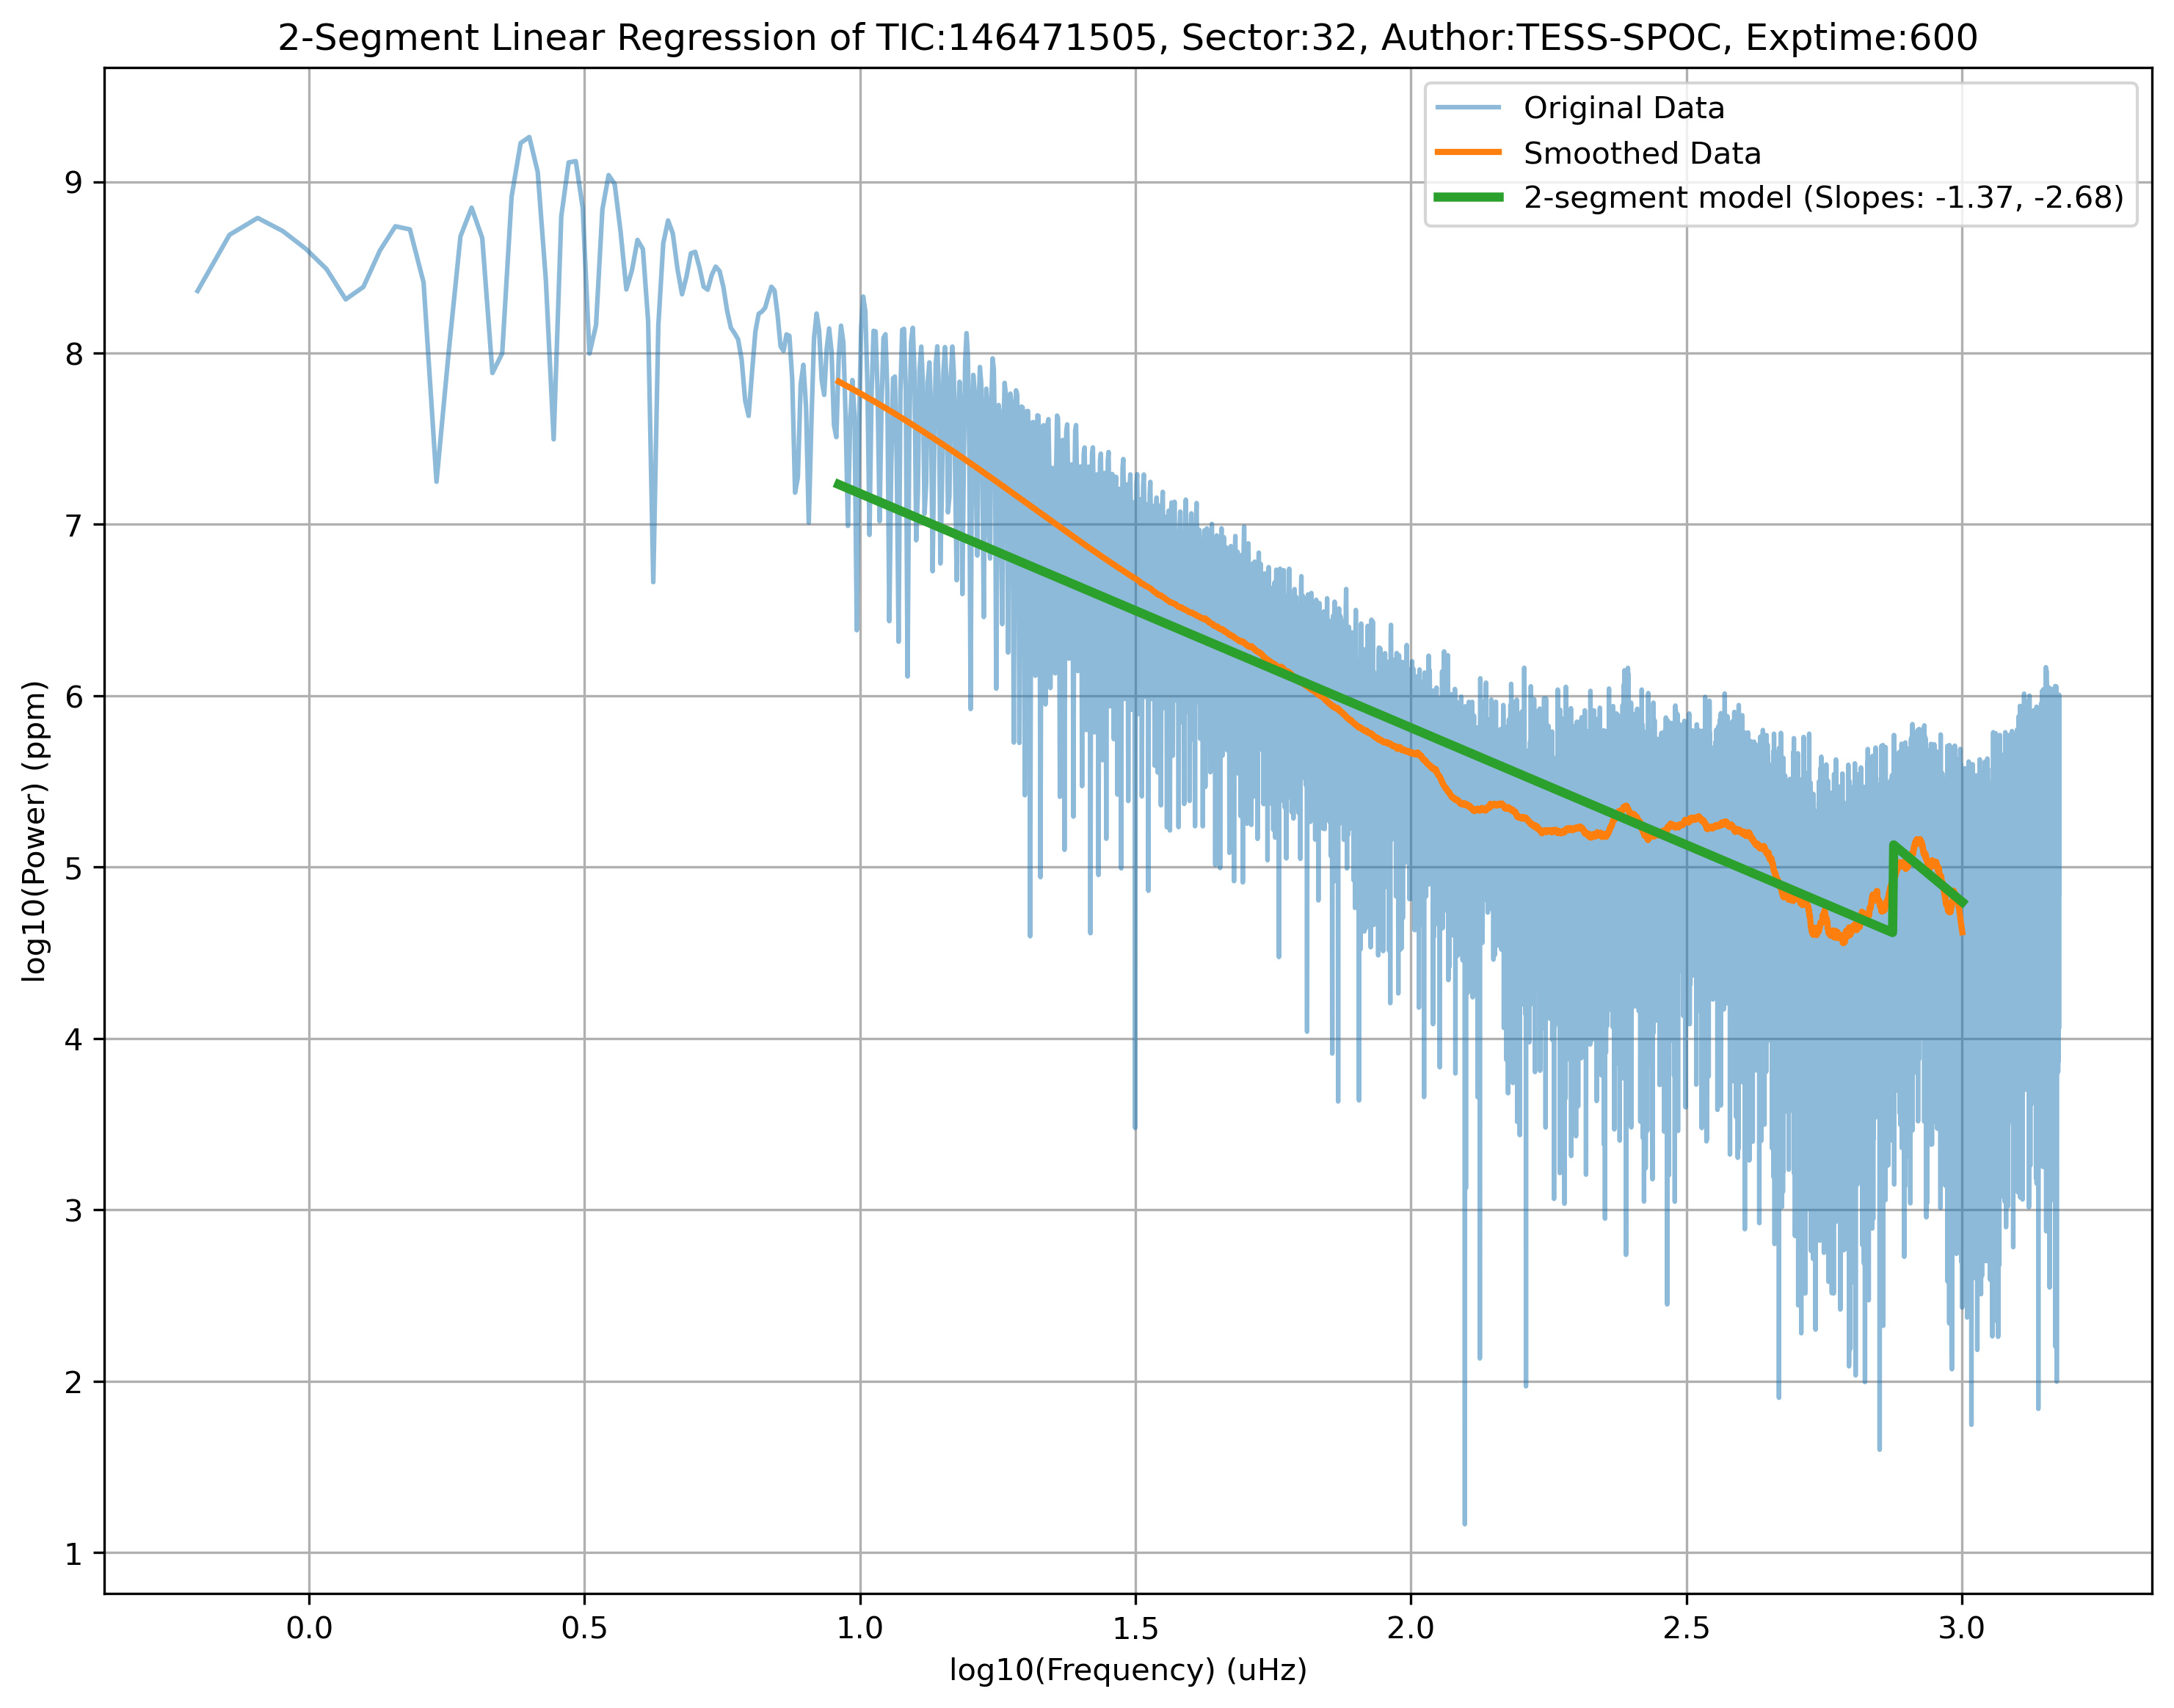 2-Segment Linear Regression of TIC:146471505, Sector:32, Author:TESS-SPOC, Exptime:600
Original Data
Smoothed Data
2-segment model (Slopes: -1.37, -2.68)
log10(Power) (ppm)
9
8
7
6
5
4
3
2
1
0.0 0.5 1.0 1.5 2.0 2.5 3.0
log10(Frequency) (uHz)